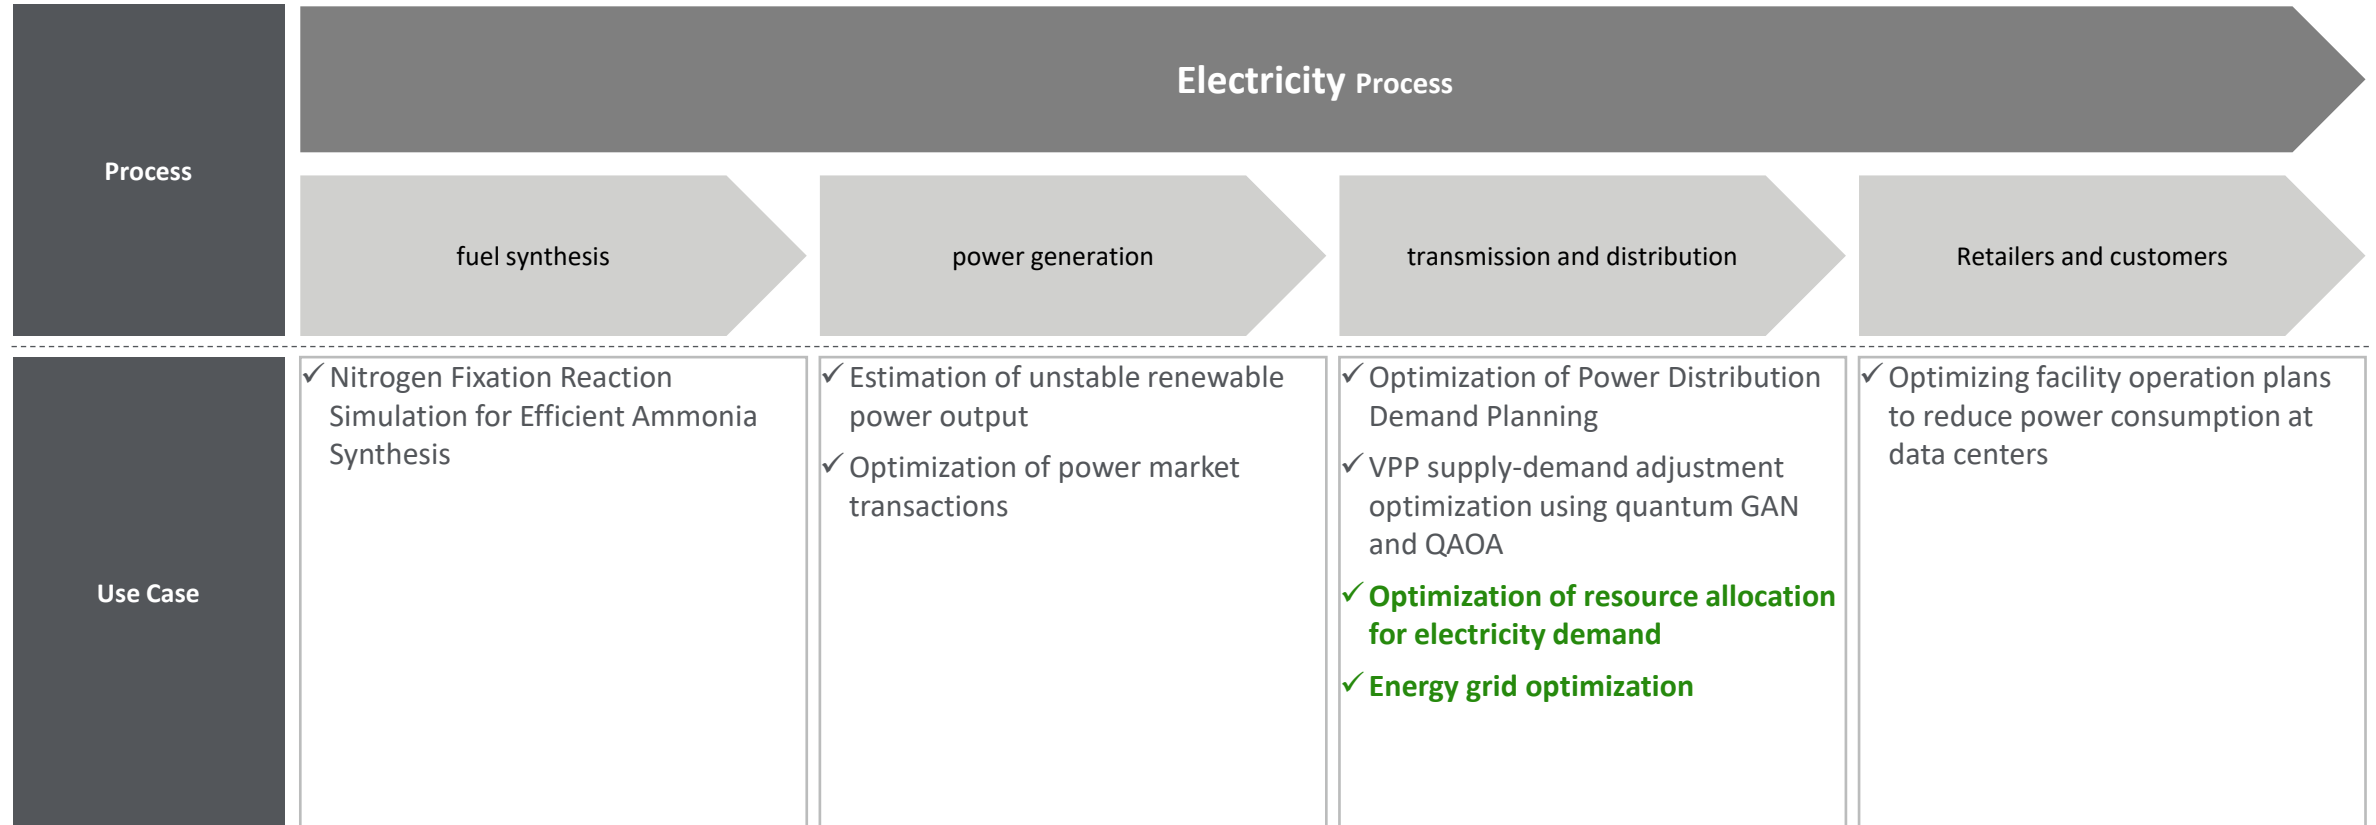 Process
Electricity Process
fuel synthesis
power generation
transmission and distribution
Retailers and customers
Use Case
✓ Nitrogen Fixation Reaction
Simulation for Efficient Ammonia
Synthesis
✓ Estimation of unstable renewable
power output
✓ Optimization of power market
transactions
✓ Optimization of Power Distribution
Demand Planning
✓ VPP supply-demand adjustment
optimization using quantum GAN
and QAOA
✓ Optimization of resource allocation
for electricity demand
✓ Energy grid optimization
✓ Optimizing facility operation plans
to reduce power consumption at
data centers